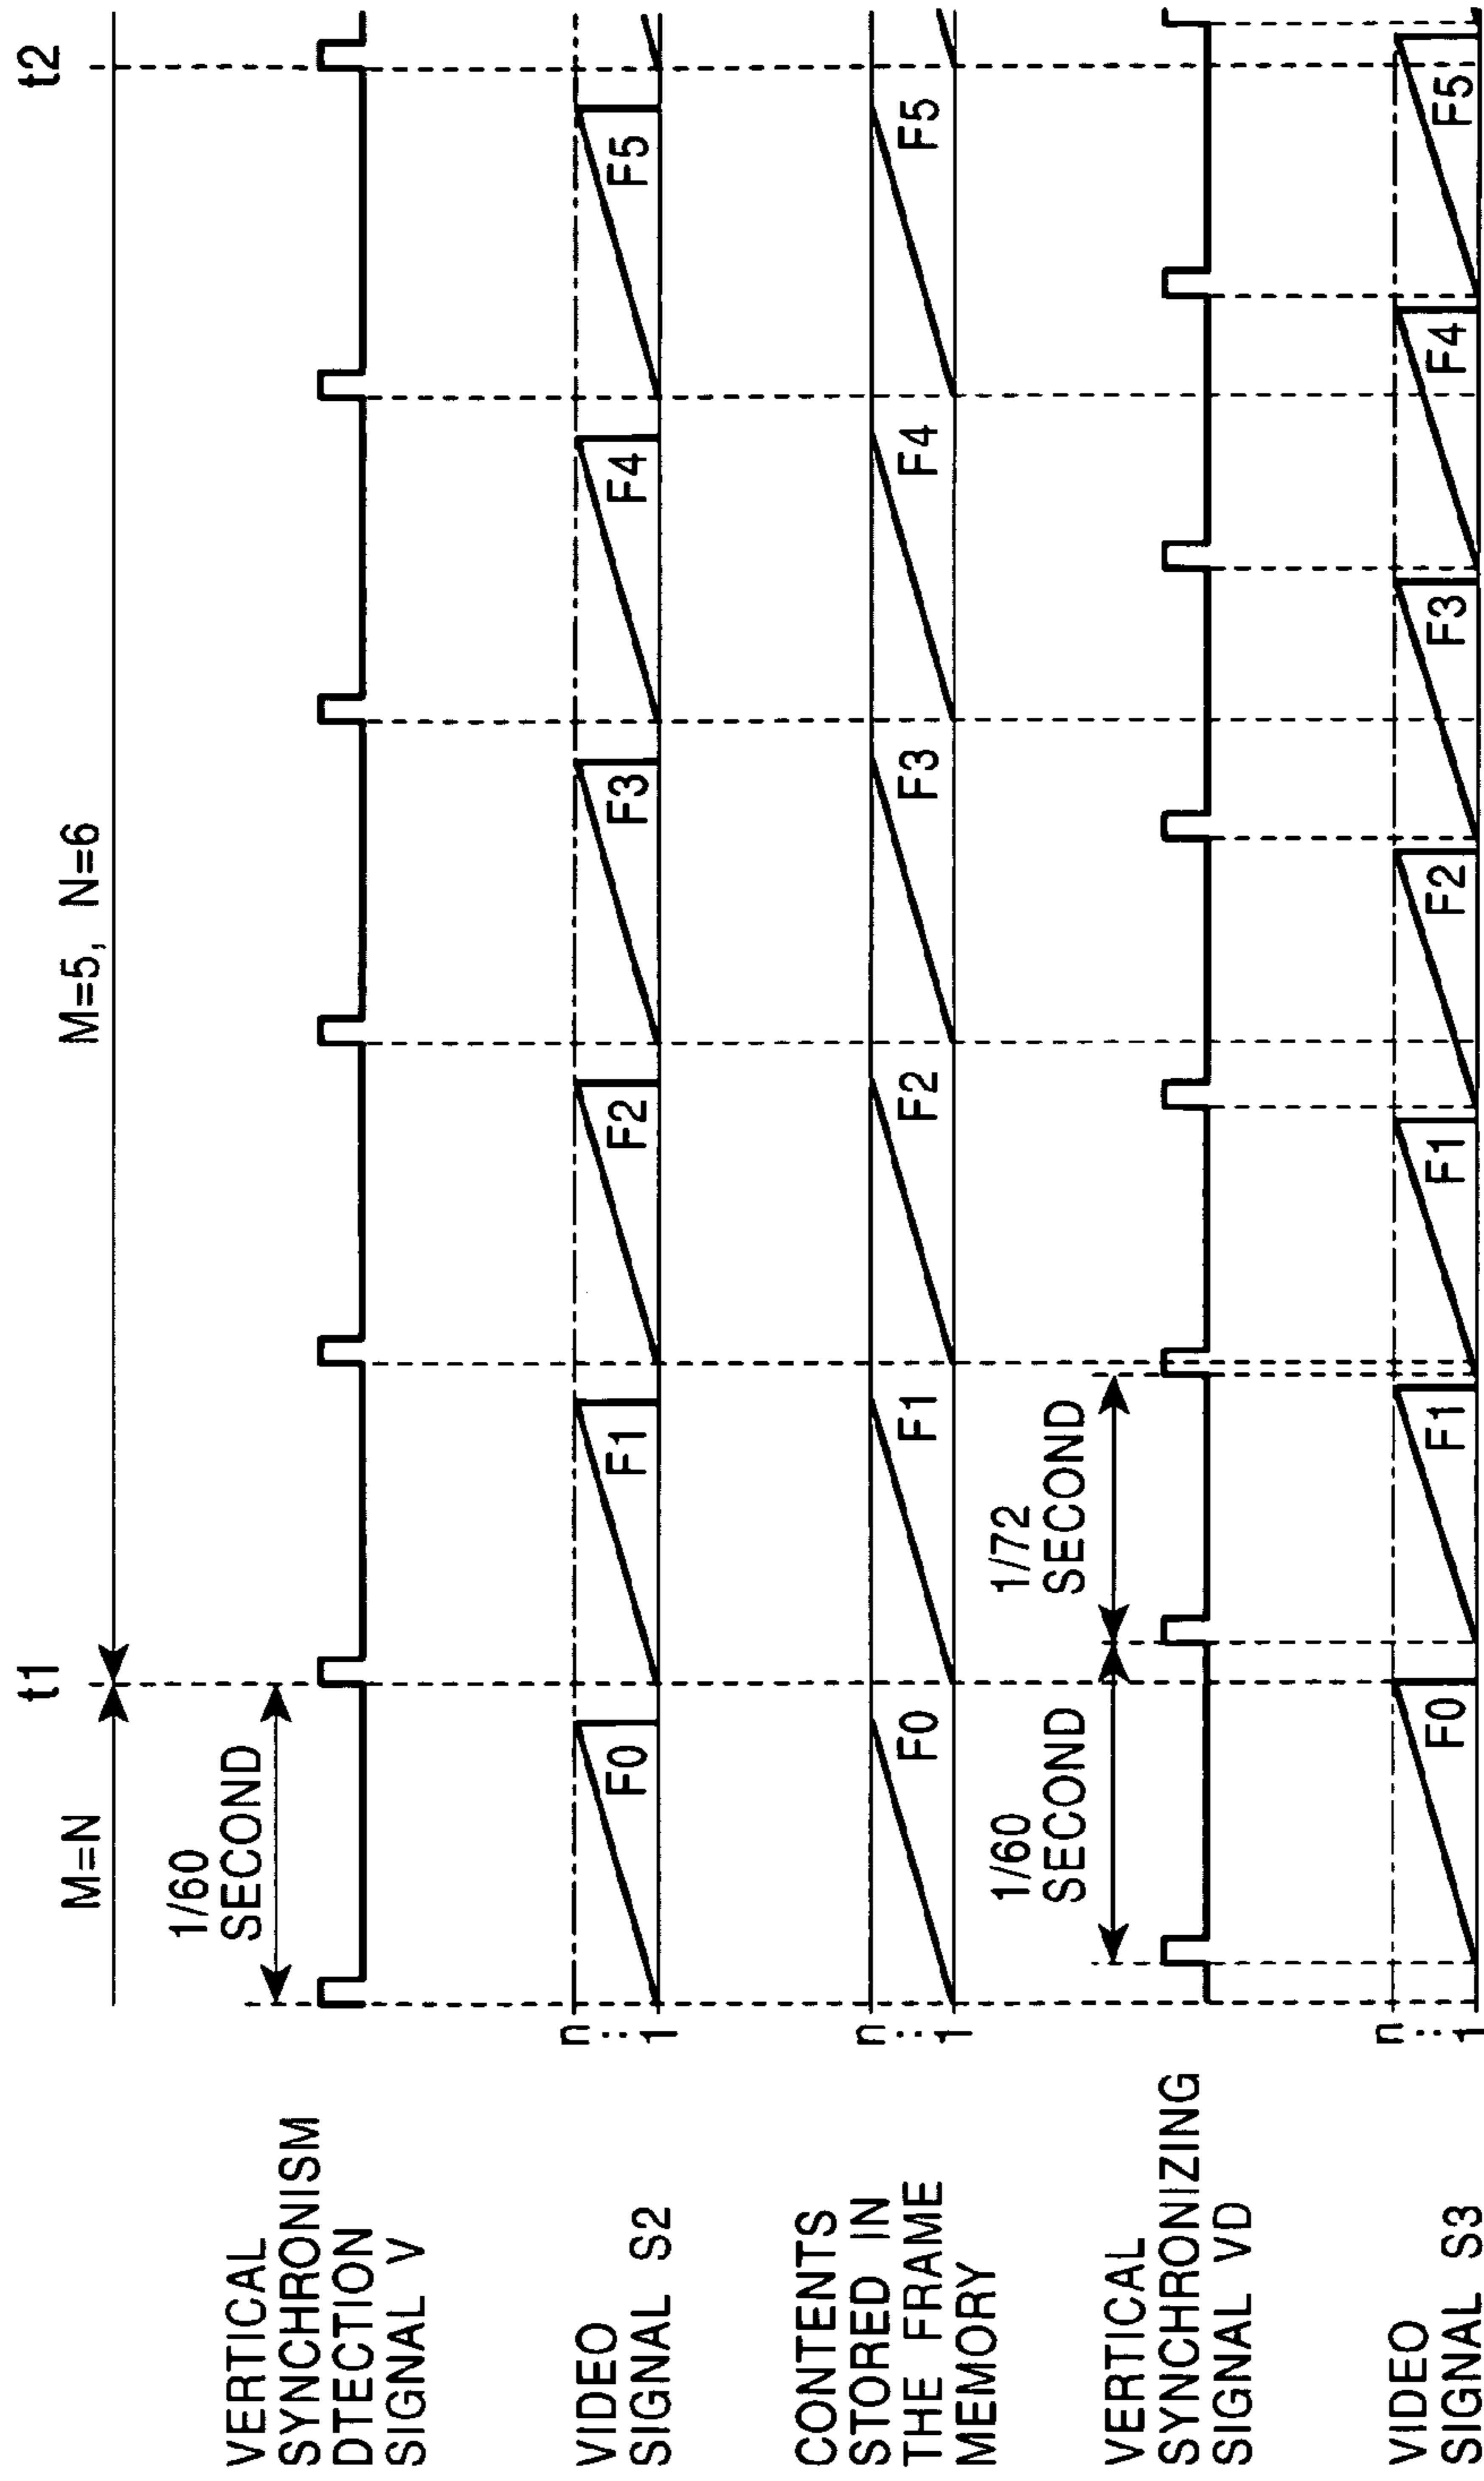 t1
t2
M=N
M=5, N=6
1/60
SECOND
VERTICAL
SYNCHRONISM
DTECTION
SIGNAL V
VIDEO
SIGNAL S2
n
:
1
F0
F1
F2
F3
F4
F5
CONTENTS
STORED IN
THE FRAME
MEMORY
n
:
1
F0
F1
F2
F3
F4
F5
1/60
SECOND
1/72
SECOND
VERTICAL
SYNCHRONIZING
SIGNAL VD
VIDEO
SIGNAL S3
n
:
1
F0
F1
F1
F2
F3
F4
F5